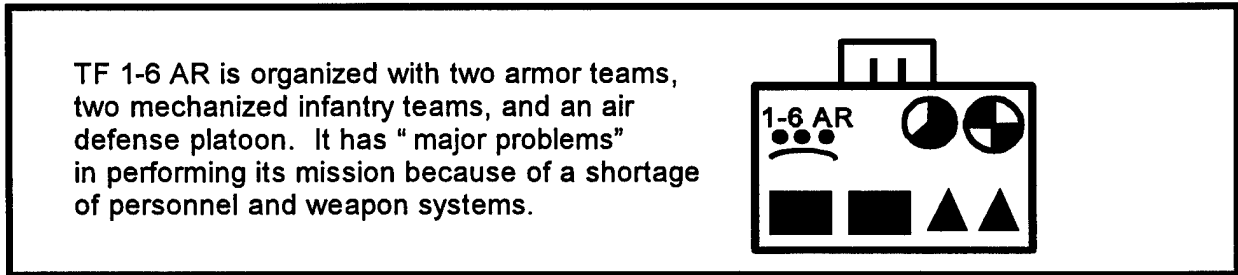 TF 1-6 AR is organized with two armor teams,
two mechanized infantry teams, and an air
defense platoon.  It has “ major problems”
in performing its mission because of a shortage
of personnel and weapon systems.
1-6 AR